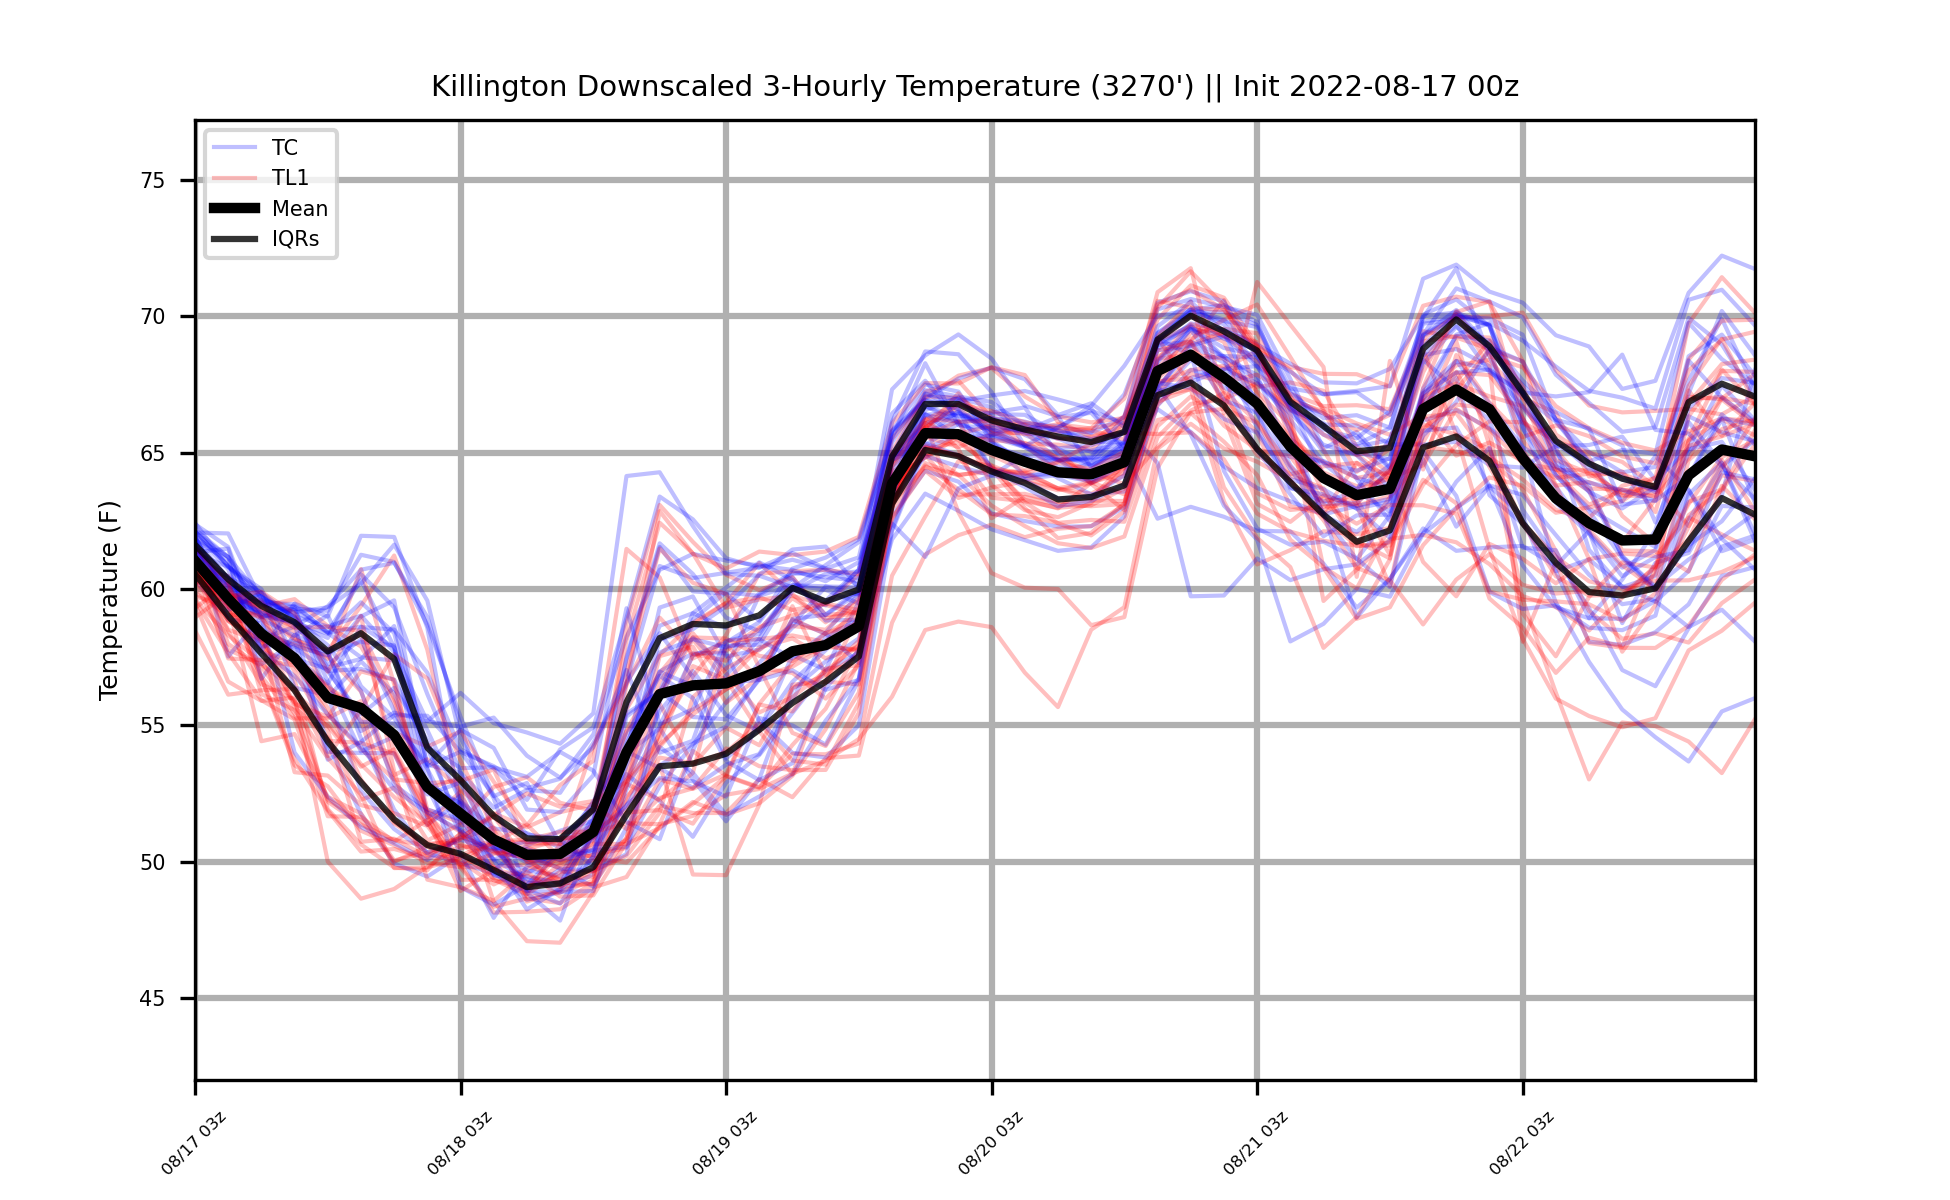 Killington Downscaled 3-Hourly Temperature (3270') || Init 2022-08-17 00z
TC
TL1
Mean
IQRs
Temperature (F)
75
70
65
60
55
50
45
08/17 03z
08/18 03z
08/19 03z
08/20 03z
08/21 03z
08/22 03z